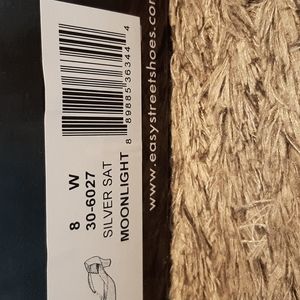 8 W
30-6027
SILVER SAT
MOONLIGHT
8 89885 36344 4
www.easystreetshoes.com